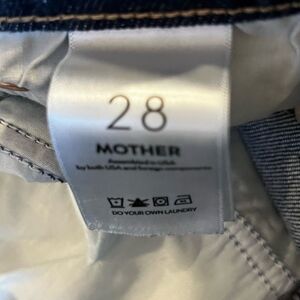 28
MOTHER
Assembled in USA
by both USA and foreign components
DO YOUR OWN LAUNDRY